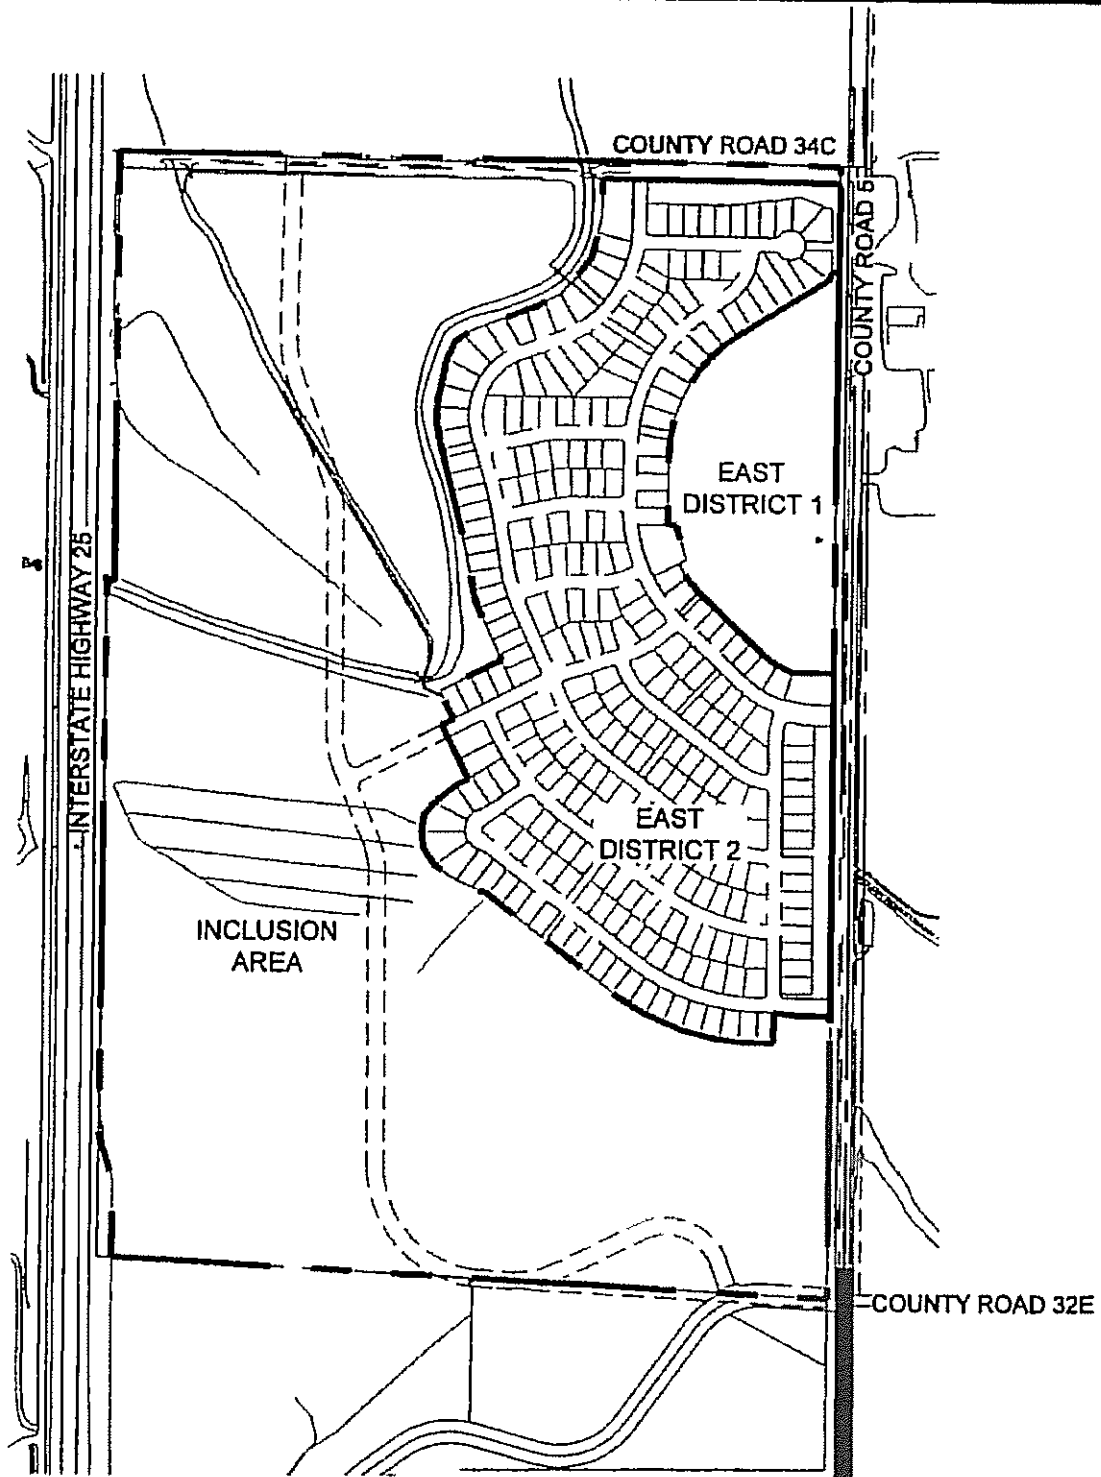 COUNTY ROAD 34C
COUNTY ROAD 5
EAST
DISTRICT 1
INTERSTATE HIGHWAY 25
EAST
DISTRICT 2
INCLUSION
AREA
COUNTY ROAD 32E